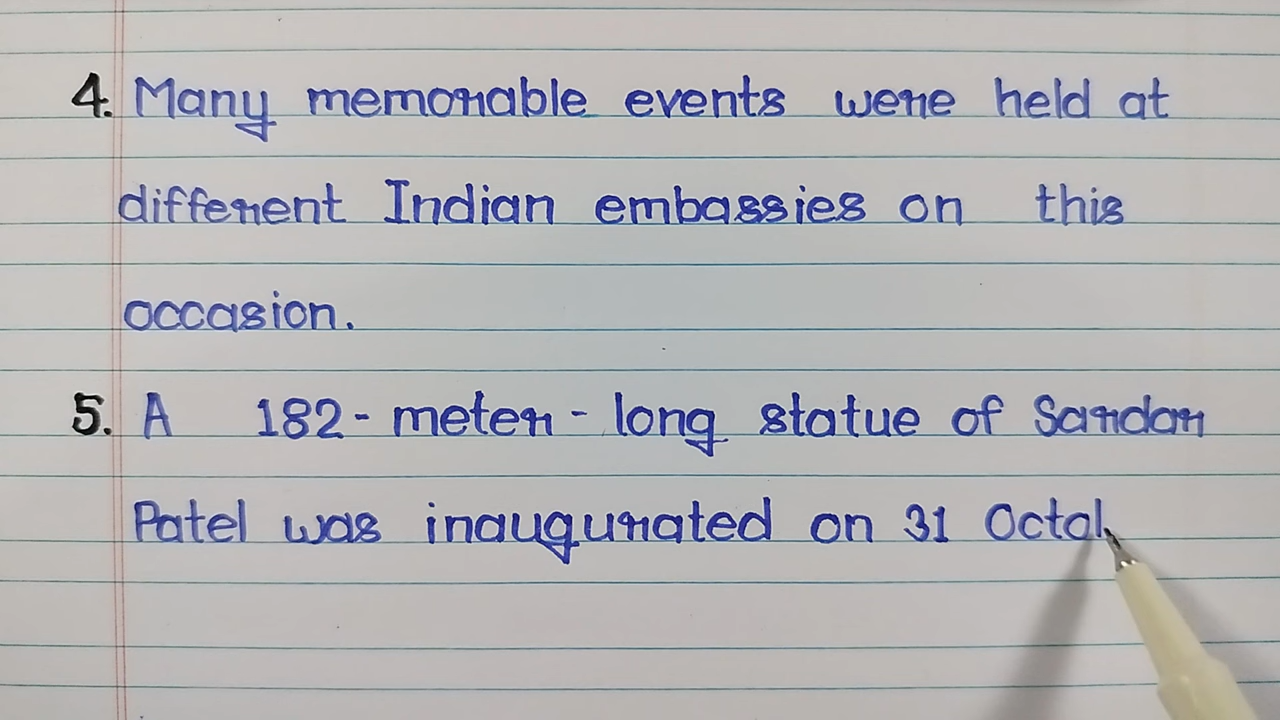 4. Many memorable events were held at
different Indian embassies on this
occasion.
5. A 182-meter-long statue of Sardar
Patel was inaugurated on 31 Octo